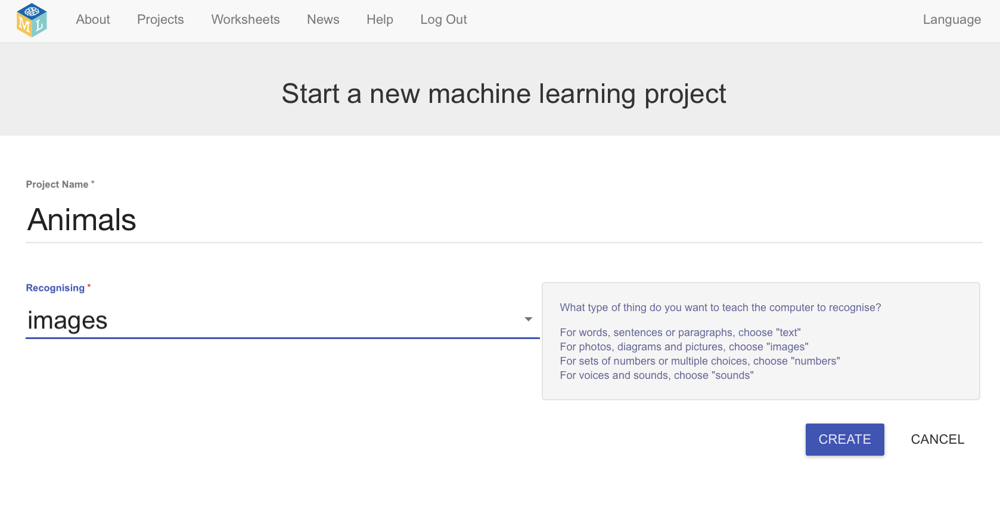 M L
About Projects Worksheets News Help Log Out Language
Start a new machine learning project
Project Name *
Animals
Recognising *
images
What type of thing do you want to teach the computer to recognise?
For words, sentences or paragraphs, choose "text"
For photos, diagrams and pictures, choose "images"
For sets of numbers or multiple choices, choose "numbers"
For voices and sounds, choose "sounds"
CREATE CANCEL